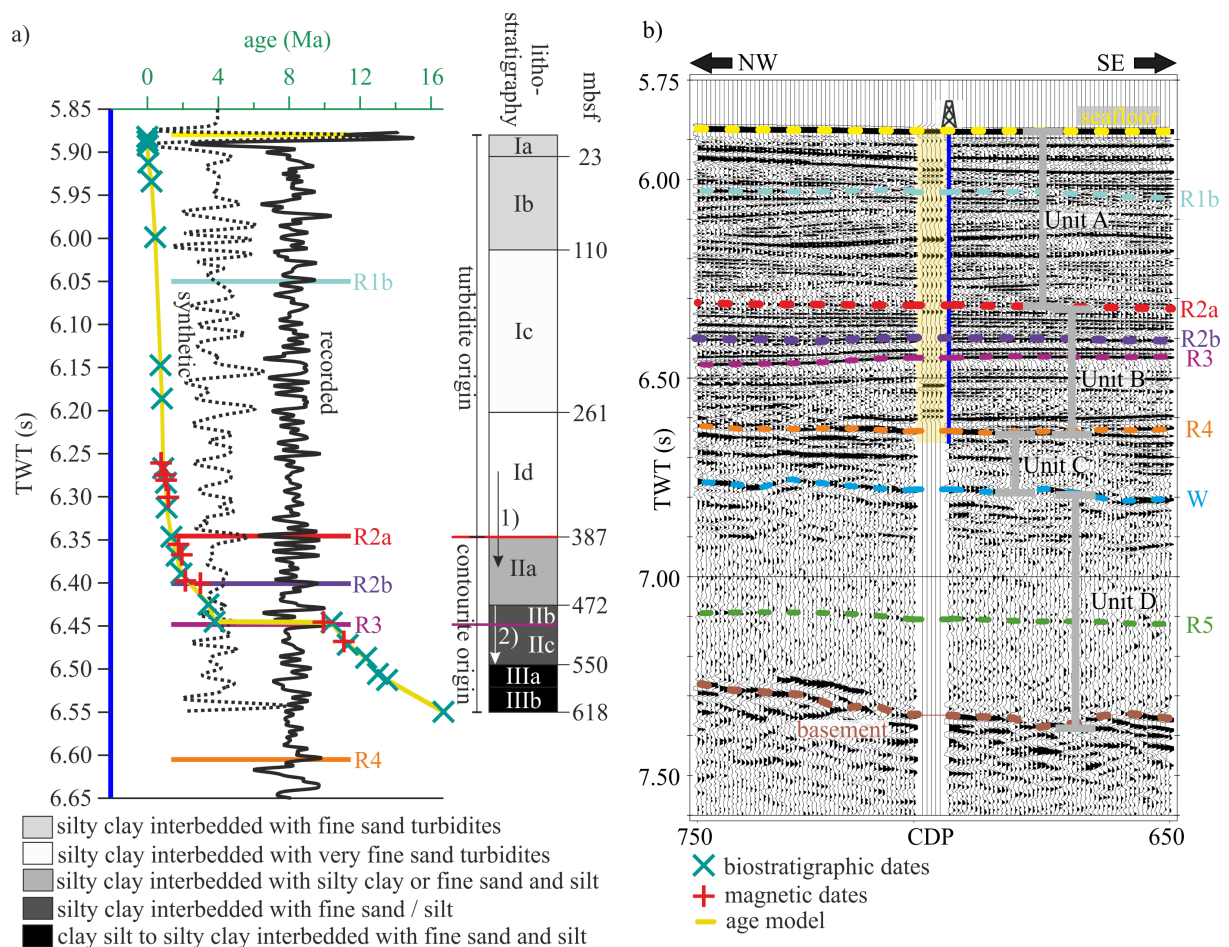 a)
age (Ma)
0
4
8
12
16
litho-
stratigraphy
mbsf
TWT (s)
5.85
5.90
5.95
6.00
6.05
6.10
6.15
6.20
6.25
6.30
6.35
6.40
6.45
6.50
6.55
6.60
6.65
synthetic
recorded
R1b
R2a
R2b
R3
R4
turbidite origin
contourite origin
Ia
Ib
Ic
Id
1)
IIa
IIb
2)
IIc
IIIa
IIIb
23
110
261
387
472
550
618
silty clay interbedded with fine sand turbidites
silty clay interbedded with very fine sand turbidites
silty clay interbedded with silty clay or fine sand and silt
silty clay interbedded with fine sand / silt
clay silt to silty clay interbedded with fine sand and silt
b)
NW
SE
5.75
6.00
6.50
7.00
7.50
TWT (s)
seafloor
R1b
Unit A
R2a
R2b
R3
Unit B
R4
Unit C
W
Unit D
R5
basement
750
CDP
650
biostratigraphic dates
magnetic dates
age model